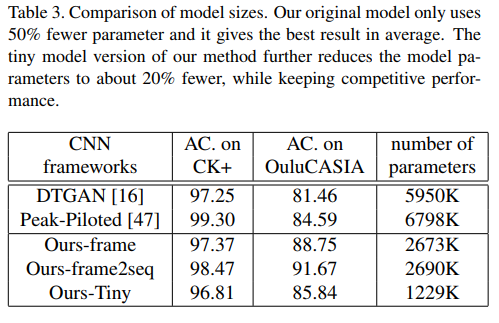 Table 3. Comparison of model sizes. Our original model only uses
50% fewer parameter and it gives the best result in average. The
tiny model version of our method further reduces the model pa-
rameters to about 20% fewer, while keeping competitive perfor-
mance.
CNN frameworks AC. on CK+ AC. on OuluCASIA number of parameters
DTGAN [16] 97.25 81.46 5950K
Peak-Piloted [47] 99.30 84.59 6798K
Ours-frame 97.37 88.75 2673K
Ours-frame2seq 98.47 91.67 2690K
Ours-Tiny 96.81 85.84 1229K